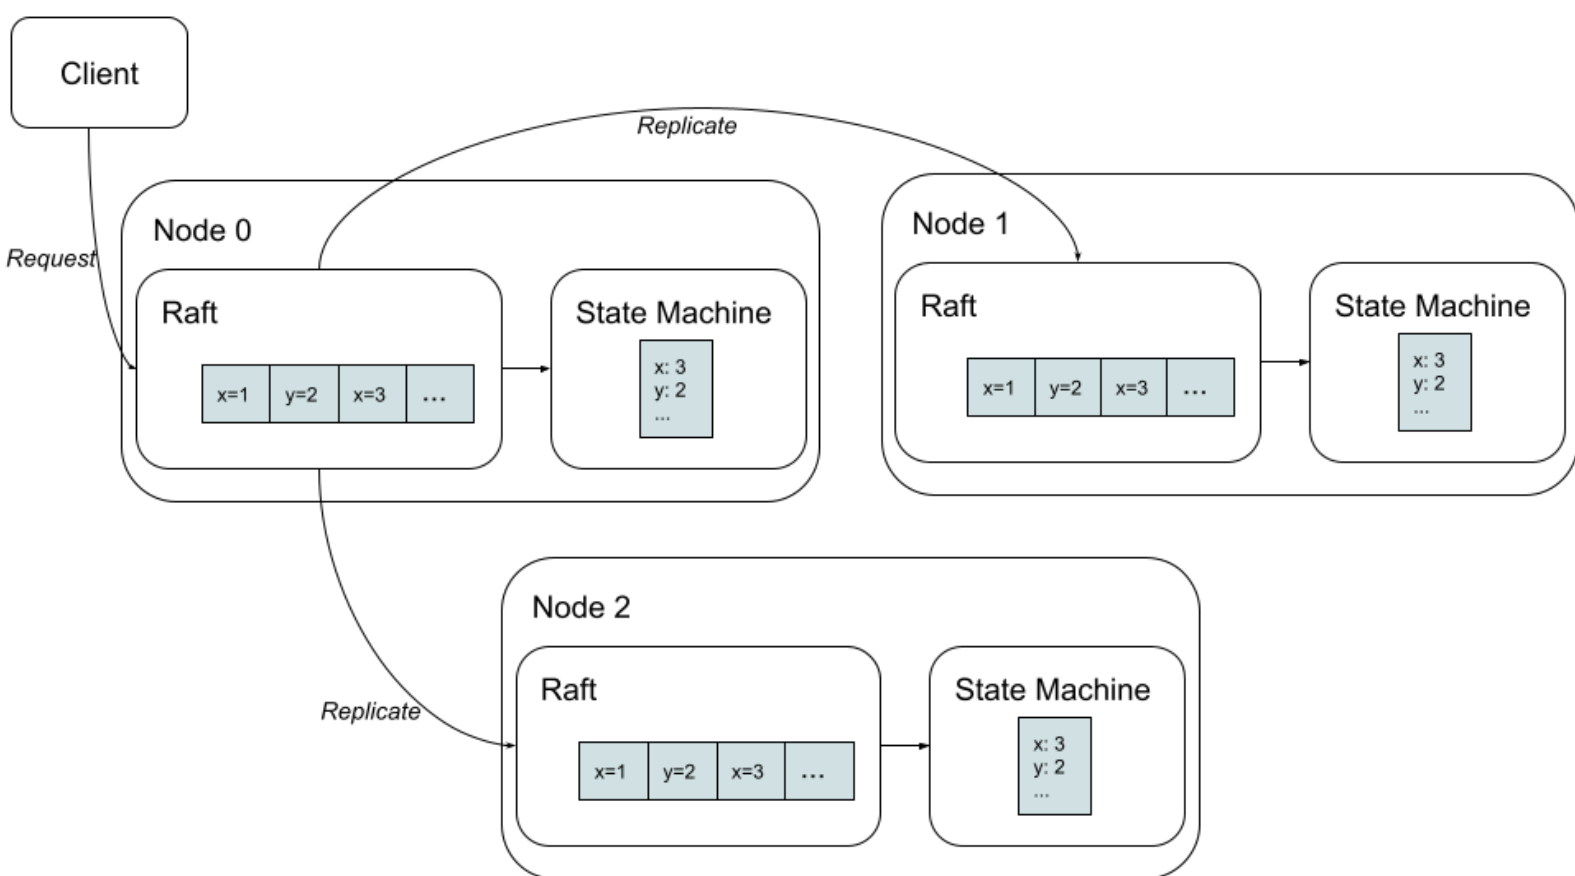 Client
Replicate
Request
Node 0
Raft
x=1 y=2 x=3 ...
State Machine
x: 3
y: 2
...
Node 1
Raft
x=1 y=2 x=3 ...
State Machine
x: 3
y: 2
...
Replicate
Node 2
Raft
x=1 y=2 x=3 ...
State Machine
x: 3
y: 2
...